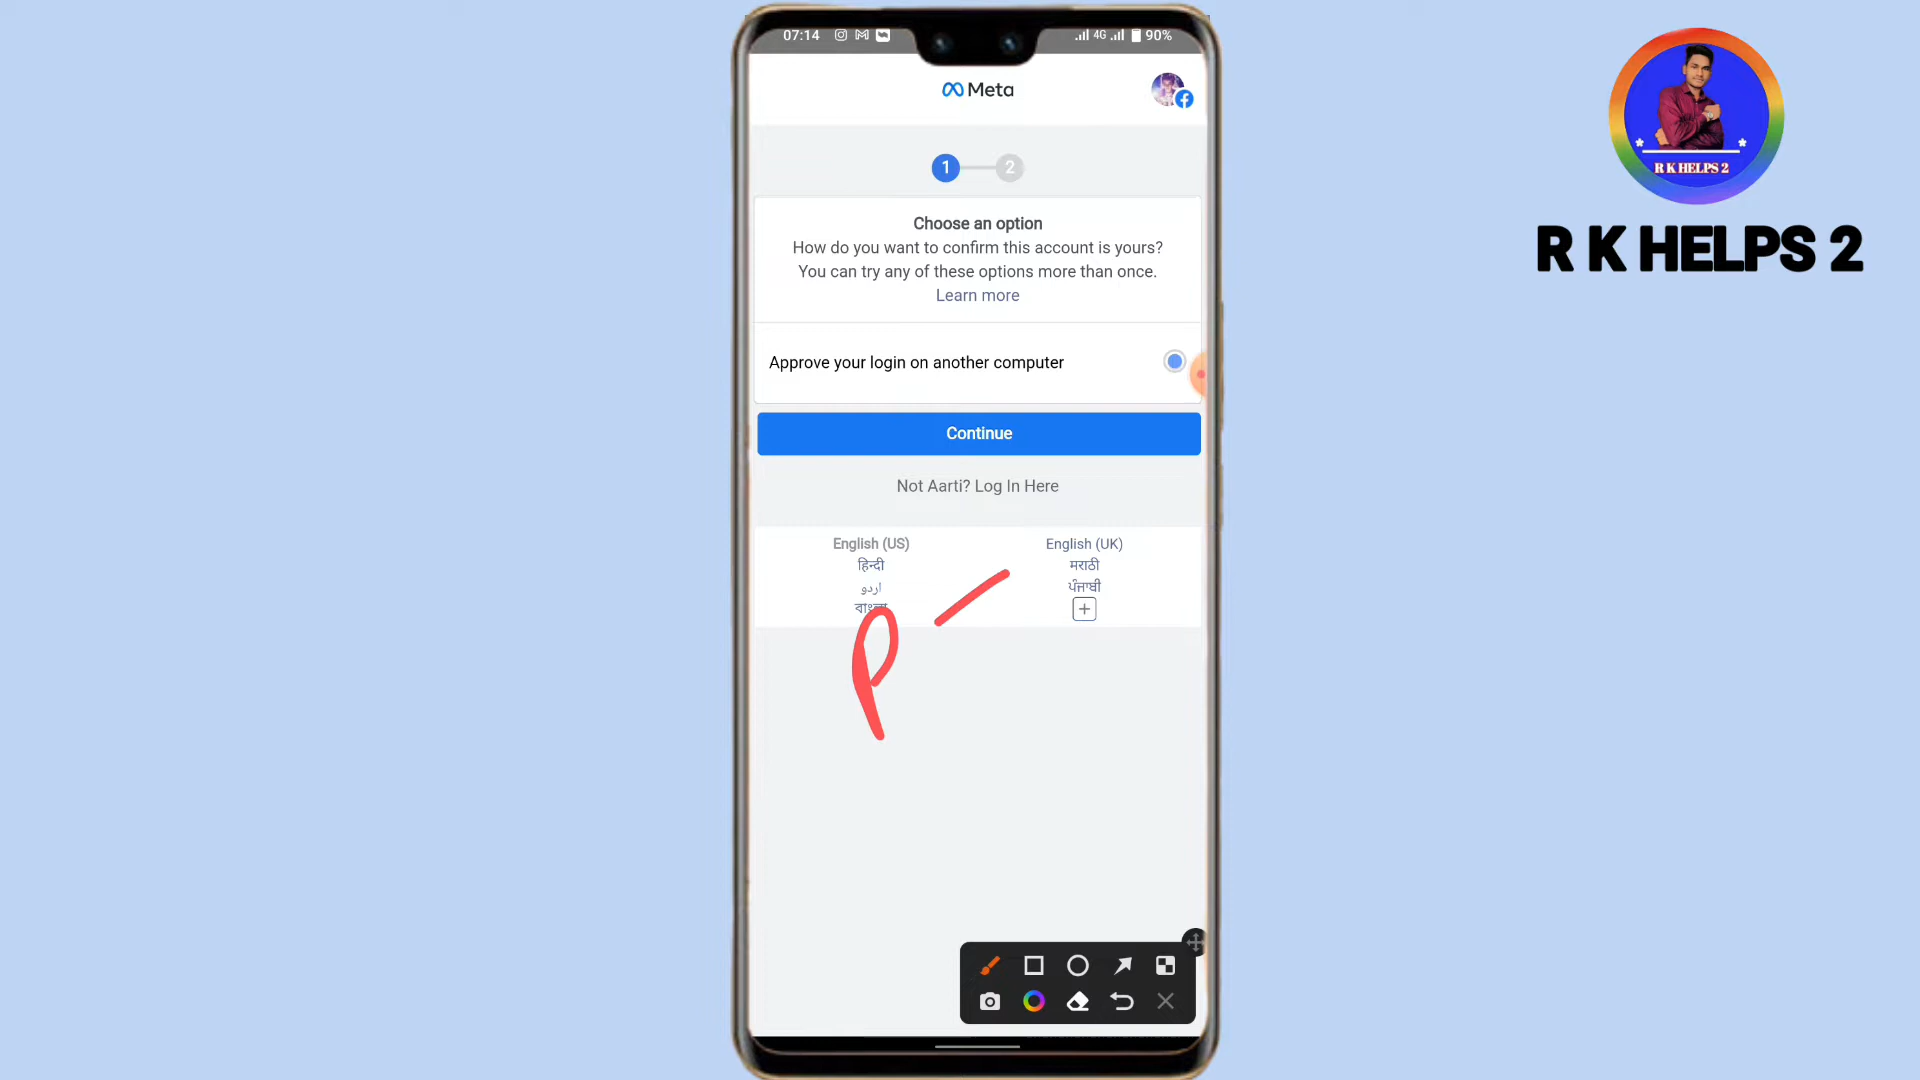 07:14
4G
90%
Meta
1
2
Choose an option
How do you want to confirm this account is yours?
You can try any of these options more than once.
Learn more
Approve your login on another computer
Continue
Not Aarti? Log In Here
English (US)
हिन्दी
اردو
বাংলা
English (UK)
मराठी
ਪੰਜਾਬੀ
P
R K HELPS 2
R K HELPS 2